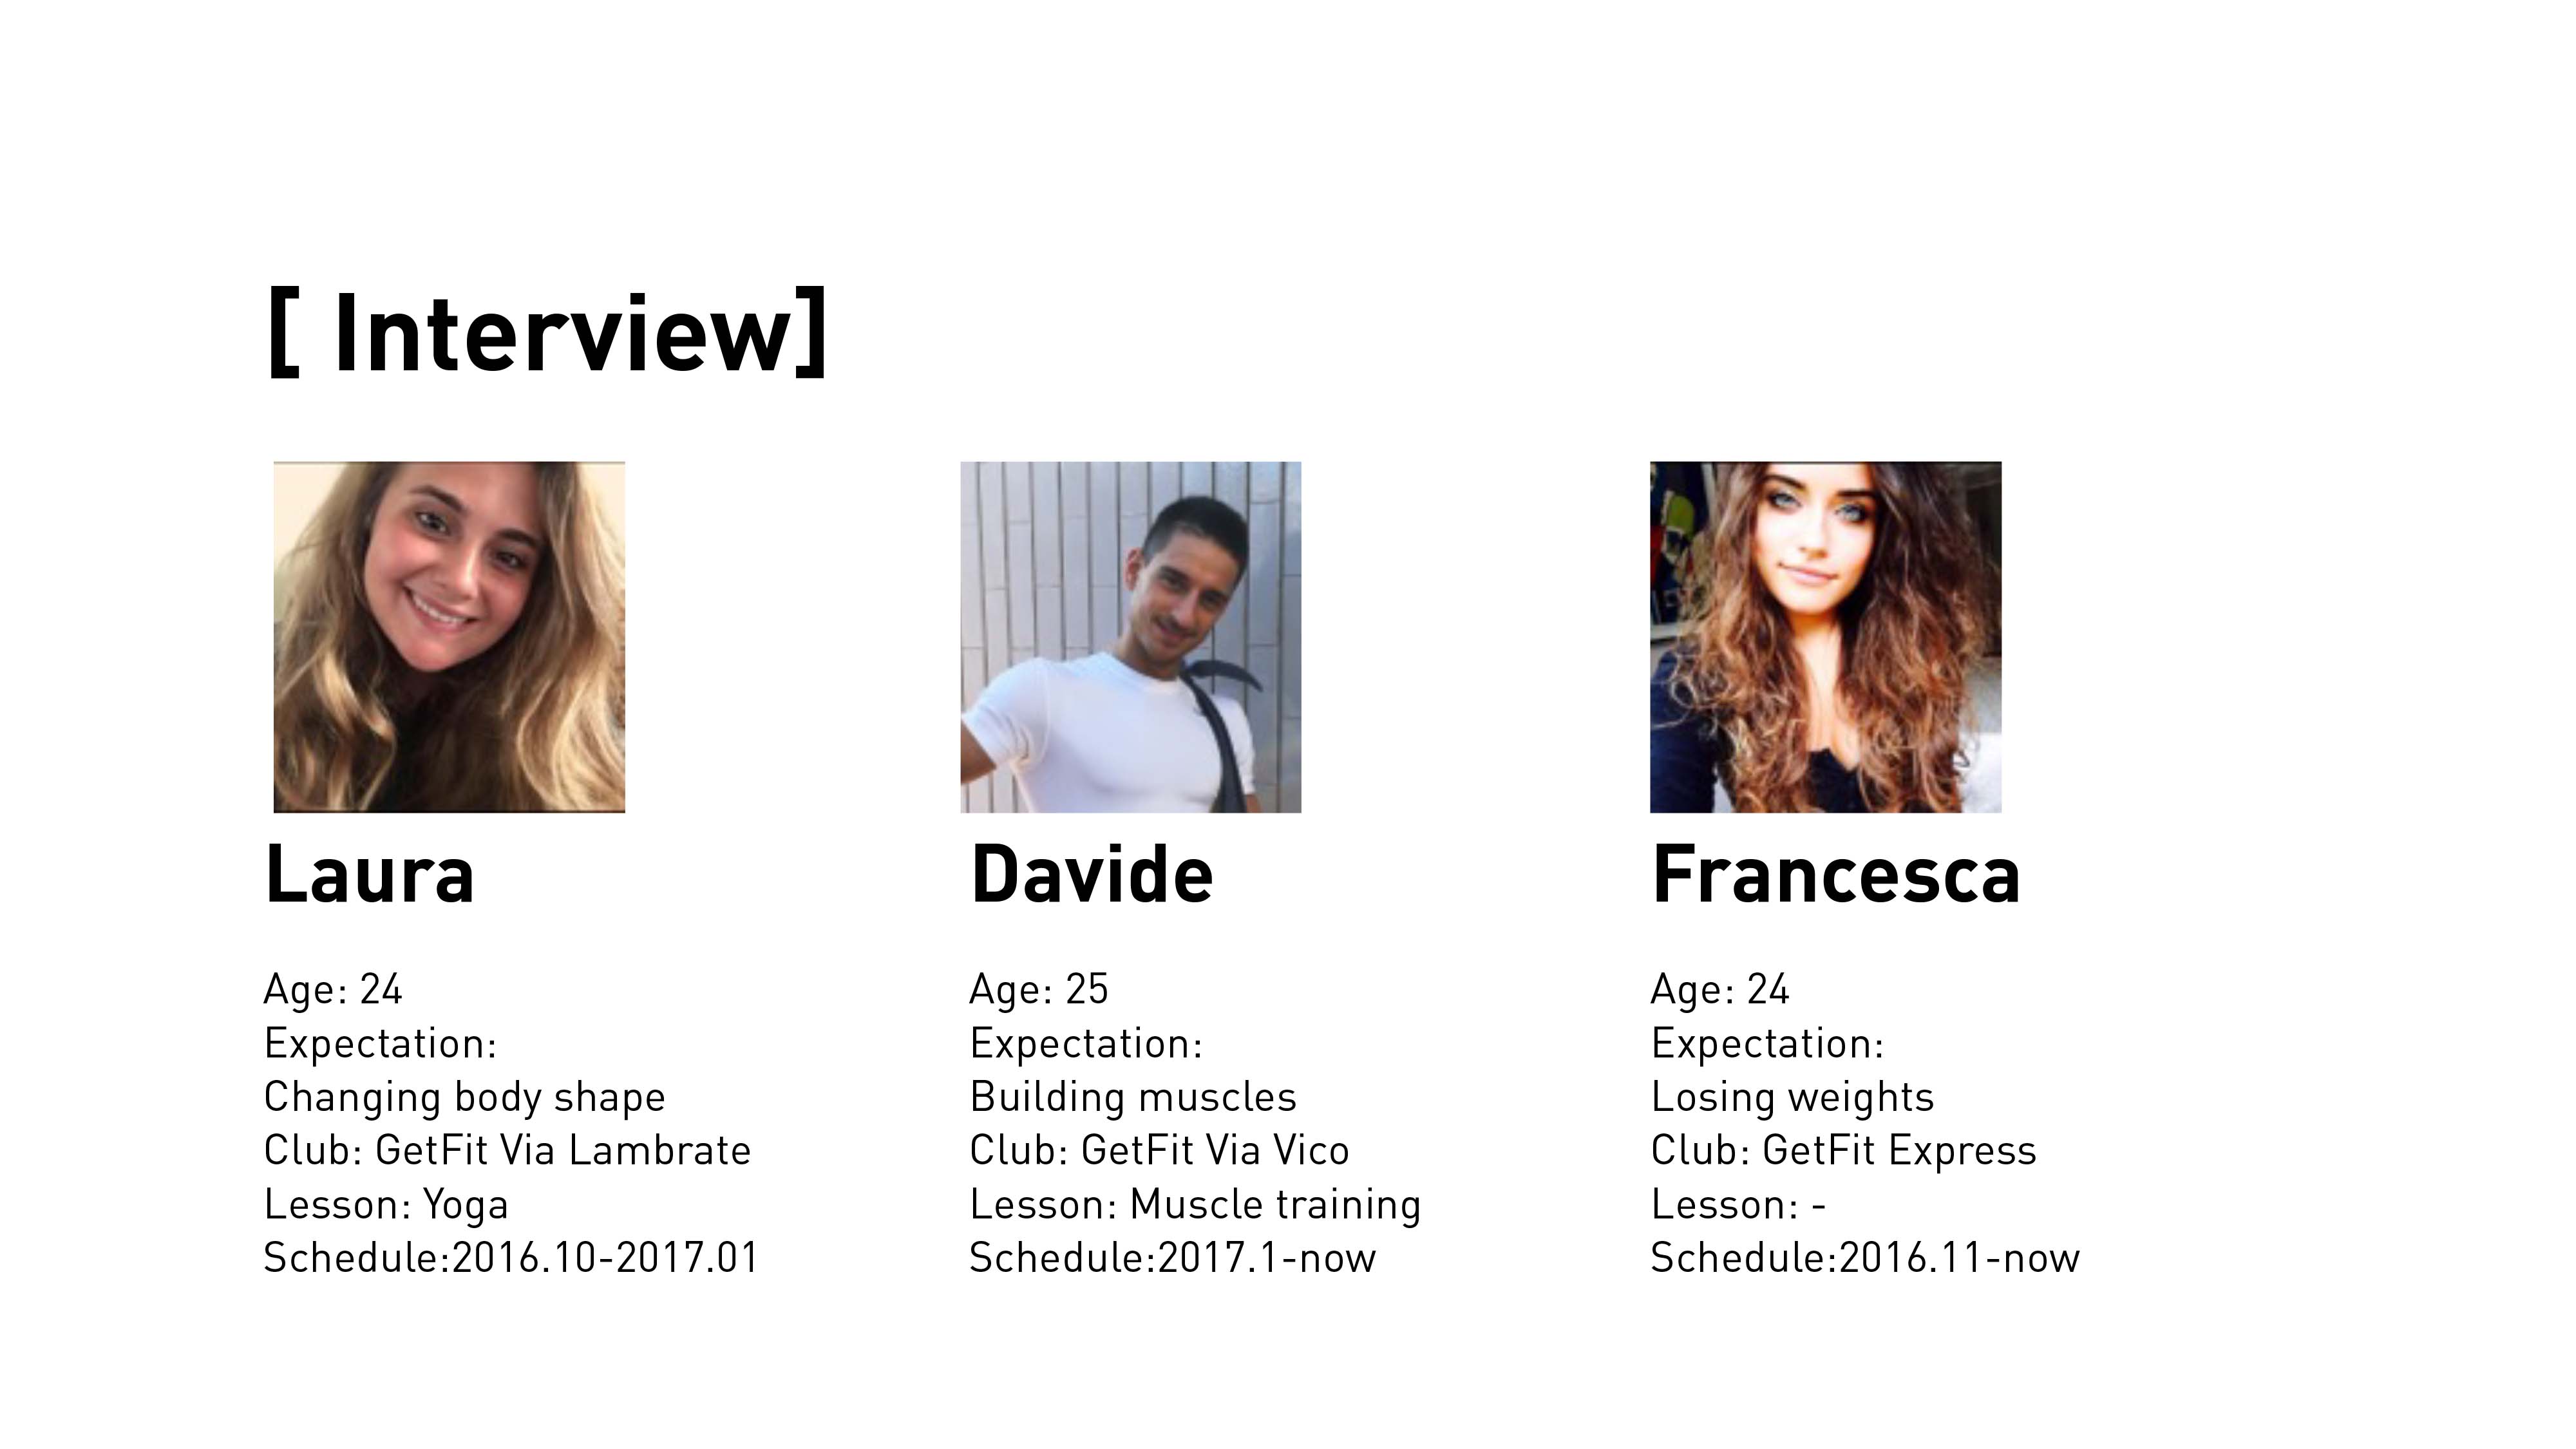 [ Interview]
Laura
Age: 24
Expectation:
Changing body shape
Club: GetFit Via Lambrate
Lesson: Yoga
Schedule:2016.10-2017.01
Davide
Age: 25
Expectation:
Building muscles
Club: GetFit Via Vico
Lesson: Muscle training
Schedule:2017.1-now
Francesca
Age: 24
Expectation:
Losing weights
Club: GetFit Express
Lesson: -
Schedule:2016.11-now